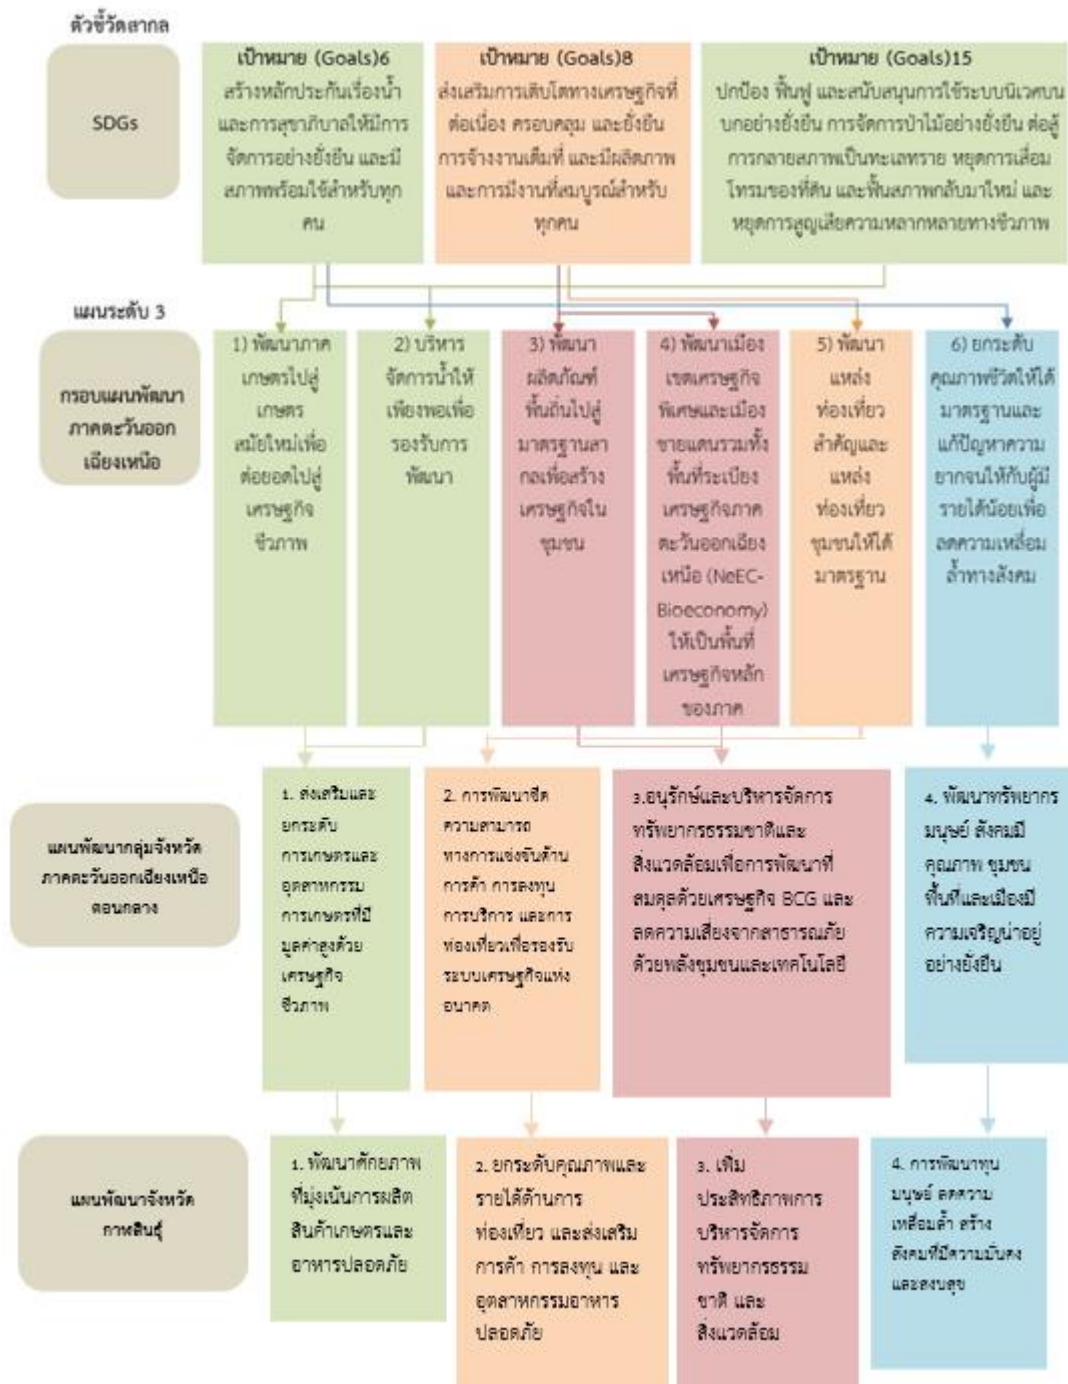 ตัวชี้วัดสากล
SDGs
เป้าหมาย (Goals)6
สร้างหลักประกันเรื่องน้ำ
และการสุขาภิบาลให้มีการ
จัดการอย่างยั่งยืน และมี
สภาพพร้อมใช้สำหรับทุก
คน
เป้าหมาย (Goals)8
ส่งเสริมการเติบโตทางเศรษฐกิจที่
ต่อเนื่อง ครอบคลุม และยั่งยืน
การจ้างงานเต็มที่ และมีผลิตภาพ
และการมีงานที่สมบูรณ์สำหรับ
ทุกคน
เป้าหมาย (Goals)15
ปกป้อง ฟื้นฟู และสนับสนุนการใช้ระบบนิเวศบน
บกอย่างยั่งยืน การจัดการป่าไม้อย่างยั่งยืน ต่อสู้
การกลายสภาพเป็นทะเลทราย หยุดการเสื่อม
โทรมของที่ดิน และฟื้นสภาพกลับมาใหม่ และ
หยุดการสูญเสียความหลากหลายทางชีวภาพ
แผนระดับ 3
กรอบแผนพัฒนา
ภาคตะวันออก
เฉียงเหนือ
1) พัฒนาภาค
เกษตรไปสู่
เกษตร
สมัยใหม่เพื่อ
ต่อยอดไปสู่
เศรษฐกิจ
ชีวภาพ
2) บริหาร
จัดการน้ำให้
เพียงพอเพื่อ
รองรับการ
พัฒนา
3) พัฒนา
ผลิตภัณฑ์
พื้นถิ่นไปสู่
มาตรฐานสา
กลเพื่อสร้าง
เศรษฐกิจใน
ชุมชน
4) พัฒนาเมือง
เขตเศรษฐกิจ
พิเศษและเมือง
ชายแดนรวมทั้ง
พื้นที่ระเบียง
เศรษฐกิจภาค
ตะวันออกเฉียง
เหนือ (NeEC-
Bioeconomy)
ให้เป็นพื้นที่
เศรษฐกิจหลัก
ของภาค
5) พัฒนา
แหล่ง
ท่องเที่ยว
สำคัญและ
แหล่ง
ท่องเที่ยว
ชุมชนให้ได้
มาตรฐาน
6) ยกระดับ
คุณภาพชีวิตให้ได้
มาตรฐานและ
แก้ปัญหาความ
ยากจนให้กับผู้มี
รายได้น้อยเพื่อ
ลดความเหลื่อม
ล้ำทางสังคม
แผนพัฒนากลุ่มจังหวัด
ภาคตะวันออกเฉียงเหนือ
ตอนกลาง
1. ส่งเสริมและ
ยกระดับ
การเกษตรและ
อุตสาหกรรม
การเกษตรที่มี
มูลค่าสูงด้วย
เศรษฐกิจ
ชีวภาพ
2. การพัฒนาขีด
ความสามารถ
ทางการแข่งขันด้าน
การค้า การลงทุน
การบริการ และการ
ท่องเที่ยวเพื่อรองรับ
ระบบเศรษฐกิจแห่ง
อนาคต
3.อนุรักษ์และบริหารจัดการ
ทรัพยากรธรรมชาติและ
สิ่งแวดล้อมเพื่อการพัฒนาที่
สมดุลด้วยเศรษฐกิจ BCG และ
ลดความเสี่ยงจากสาธารณภัย
ด้วยพลังชุมชนและเทคโนโลยี
4. พัฒนาทรัพยากร
มนุษย์ สังคมมี
คุณภาพ ชุมชน
พื้นที่และเมืองมี
ความเจริญน่าอยู่
อย่างยั่งยืน
แผนพัฒนาจังหวัด
กาฬสินธุ์
1. พัฒนาศักยภาพ
ที่มุ่งเน้นการผลิต
สินค้าเกษตรและ
อาหารปลอดภัย
2. ยกระดับคุณภาพและ
รายได้ด้านการ
ท่องเที่ยว และส่งเสริม
การค้า การลงทุน และ
อุตสาหกรรมอาหาร
ปลอดภัย
3. เพิ่ม
ประสิทธิภาพการ
บริหารจัดการ
ทรัพยากรธรรม
ชาติ และ
สิ่งแวดล้อม
4. การพัฒนาทุน
มนุษย์ ลดความ
เหลื่อมล้ำ สร้าง
สังคมที่มีความมั่นคง
และสงบสุข